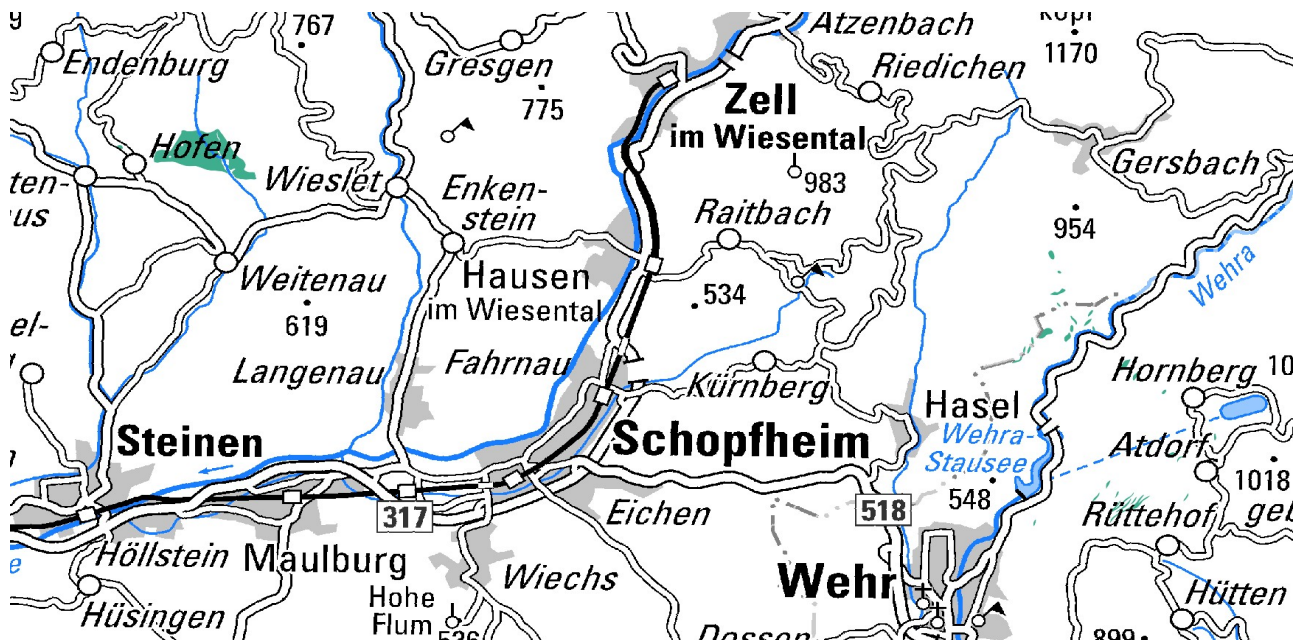 767
Atzenbach
1170
Endenburg
Gresgen
Riedichen
775
Zell
im Wiesental
Hofen
Gersbach
Wieslet
Enken-
stein
983
Raitbach
954
Weitenau
Hausen
im Wiesental
Wehra
534
619
Langenau
Fahrnau
Kürnberg
Hornberg
Hasel
Steinen
Schopfheim
Wehra-
Stausee
Atdorf
548
1018
317
Eichen
518
Rüttehof
Höllstein
Maulburg
Wehr
Wiechs
Hütten
Hüsingen
Hohe
Flum